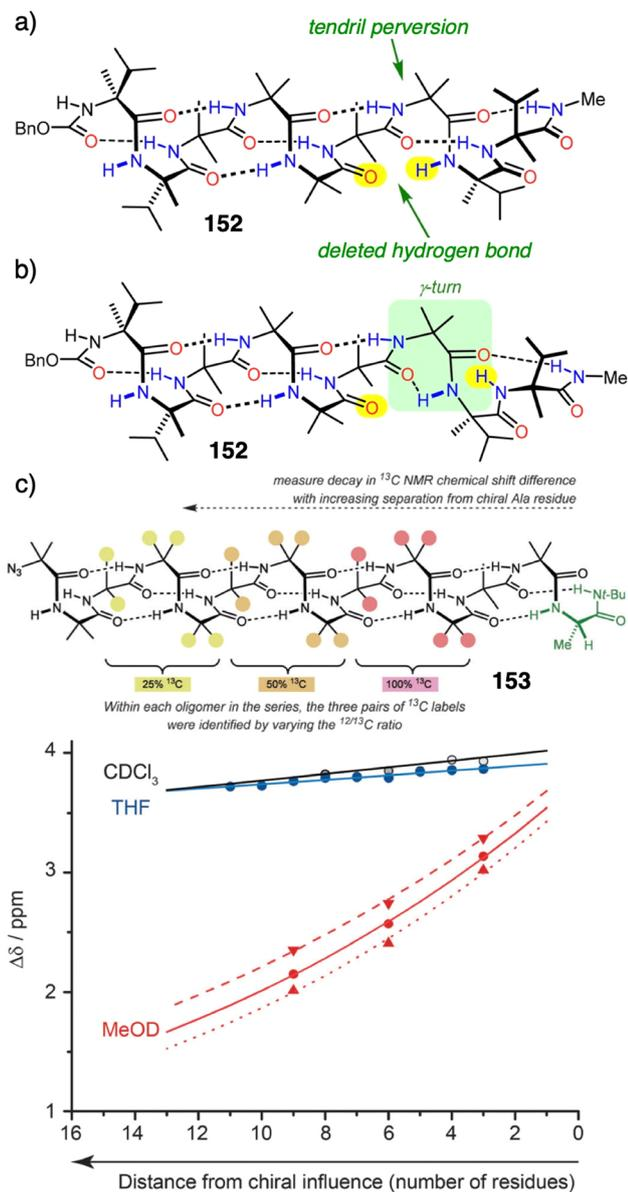 a)
tendril perversion
H
N
O
H
N
O
H
N
O
H
N
Me
BnO
O
H
N
O
H
N
O
H
N
O
H
N
O
H
N
O
H
N
O
H
N
152
deleted hydrogen bond
b)
γ-turn
H
N
O
H
N
O
H
N
O
H
N
Me
BnO
O
H
N
O
H
N
O
H
N
O
H
N
O
H
N
O
H
N
O
H
N
152
c)
measure decay in ¹³C NMR chemical shift difference
with increasing separation from chiral Ala residue
N₃
O
H
N
O
H
N
O
H
N
O
H
N
O
H
N
t-Bu
H
N
O
H
N
O
H
N
O
H
N
O
H
N
O
Me
H
25% ¹³C
50% ¹³C
100% ¹³C
153
Within each oligomer in the series, the three pairs of ¹³C labels
were identified by varying the ¹²/¹³C ratio
4
CDCl₃
THF
3
Δδ / ppm
2
MeOD
1
16 14 12 10 8 6 4 2 0
Distance from chiral influence (number of residues)